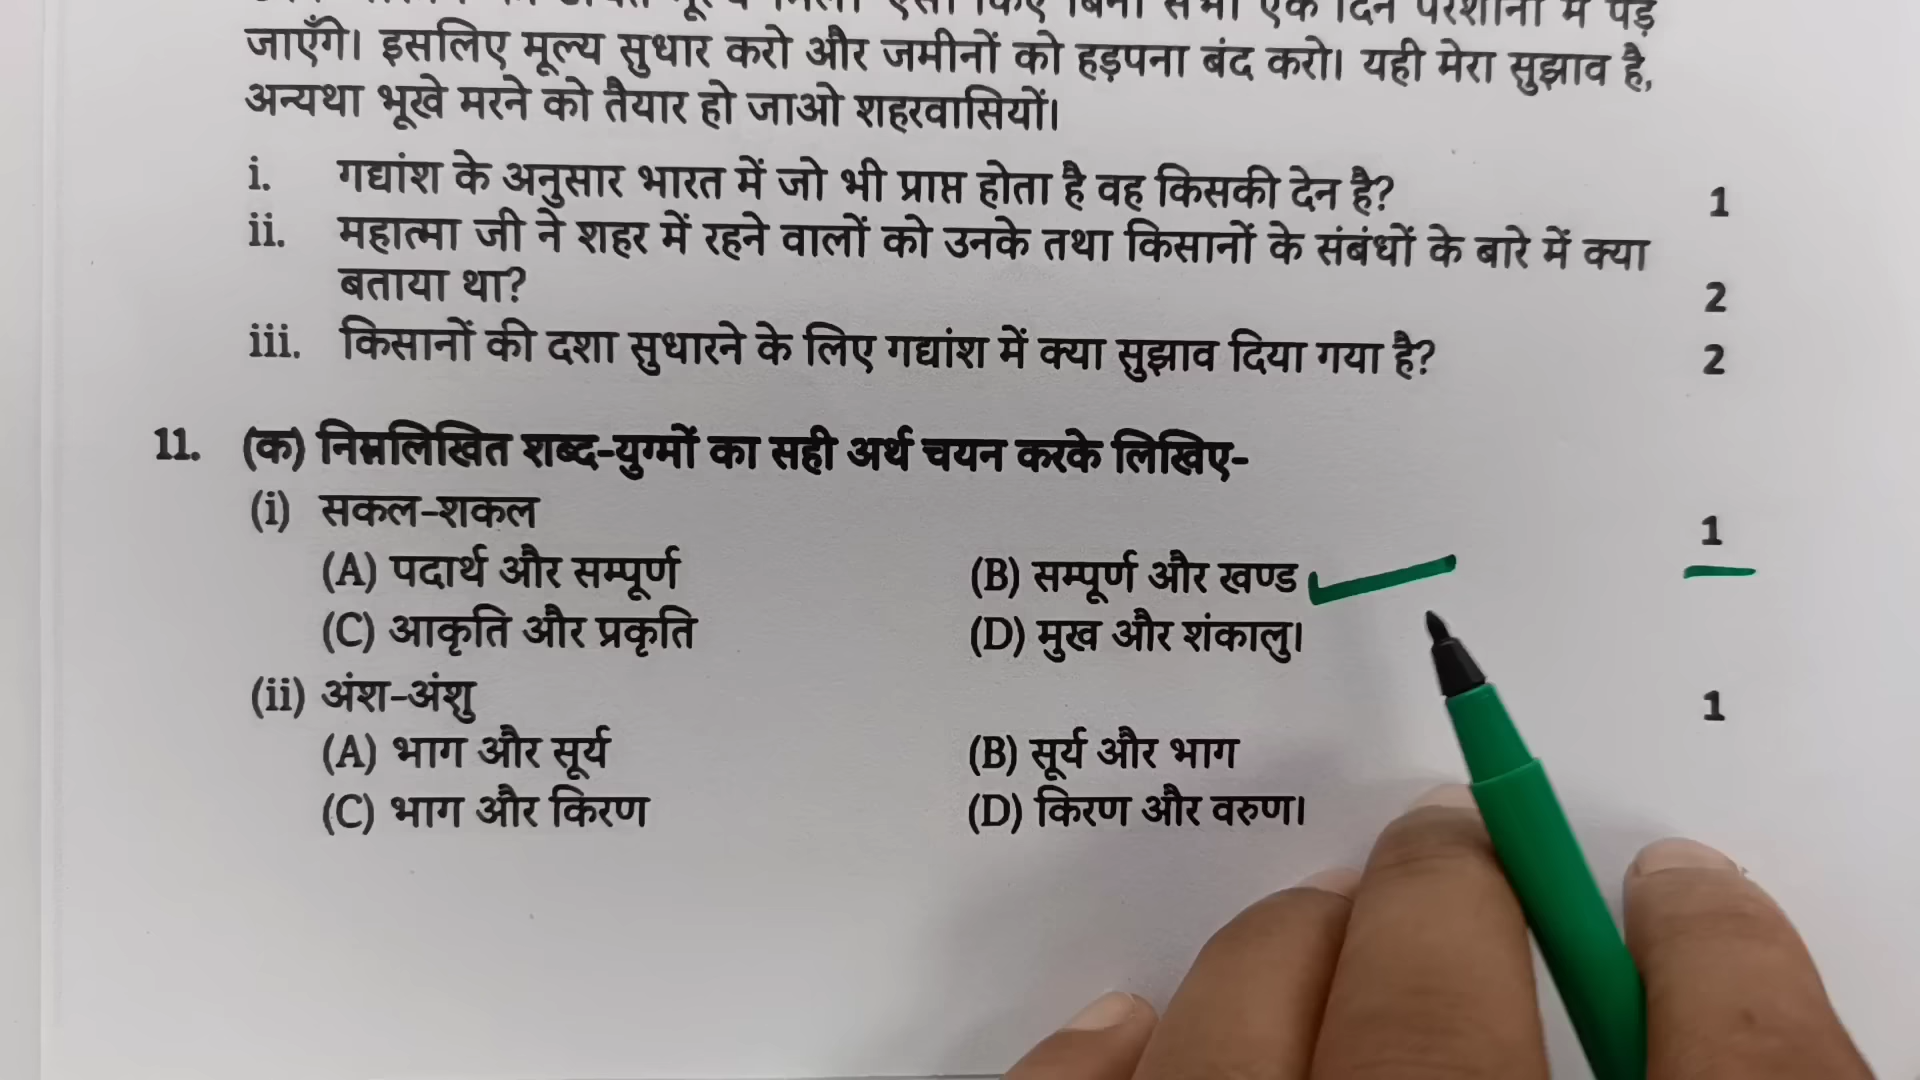 एक दिन परेशानी में पड़
जाएँगे। इसलिए मूल्य सुधार करो और जमीनों को हड़पना बंद करो। यही मेरा सुझाव है,
अन्यथा भूखे मरने को तैयार हो जाओ शहरवासियों।
i. गद्यांश के अनुसार भारत में जो भी प्राप्त होता है वह किसकी देन है? 1
ii. महात्मा जी ने शहर में रहने वालों को उनके तथा किसानों के संबंधों के बारे में क्या
बताया था? 2
iii. किसानों की दशा सुधारने के लिए गद्यांश में क्या सुझाव दिया गया है? 2
11. (क) निम्नलिखित शब्द-युग्मों का सही अर्थ चयन करके लिखिए-
(i) सकल-शकल 1
(A) पदार्थ और सम्पूर्ण (B) सम्पूर्ण और खण्ड
(C) आकृति और प्रकृति (D) मुख और शंकालु।
(ii) अंश-अंशु 1
(A) भाग और सूर्य (B) सूर्य और भाग
(C) भाग और किरण (D) किरण और वरुण।